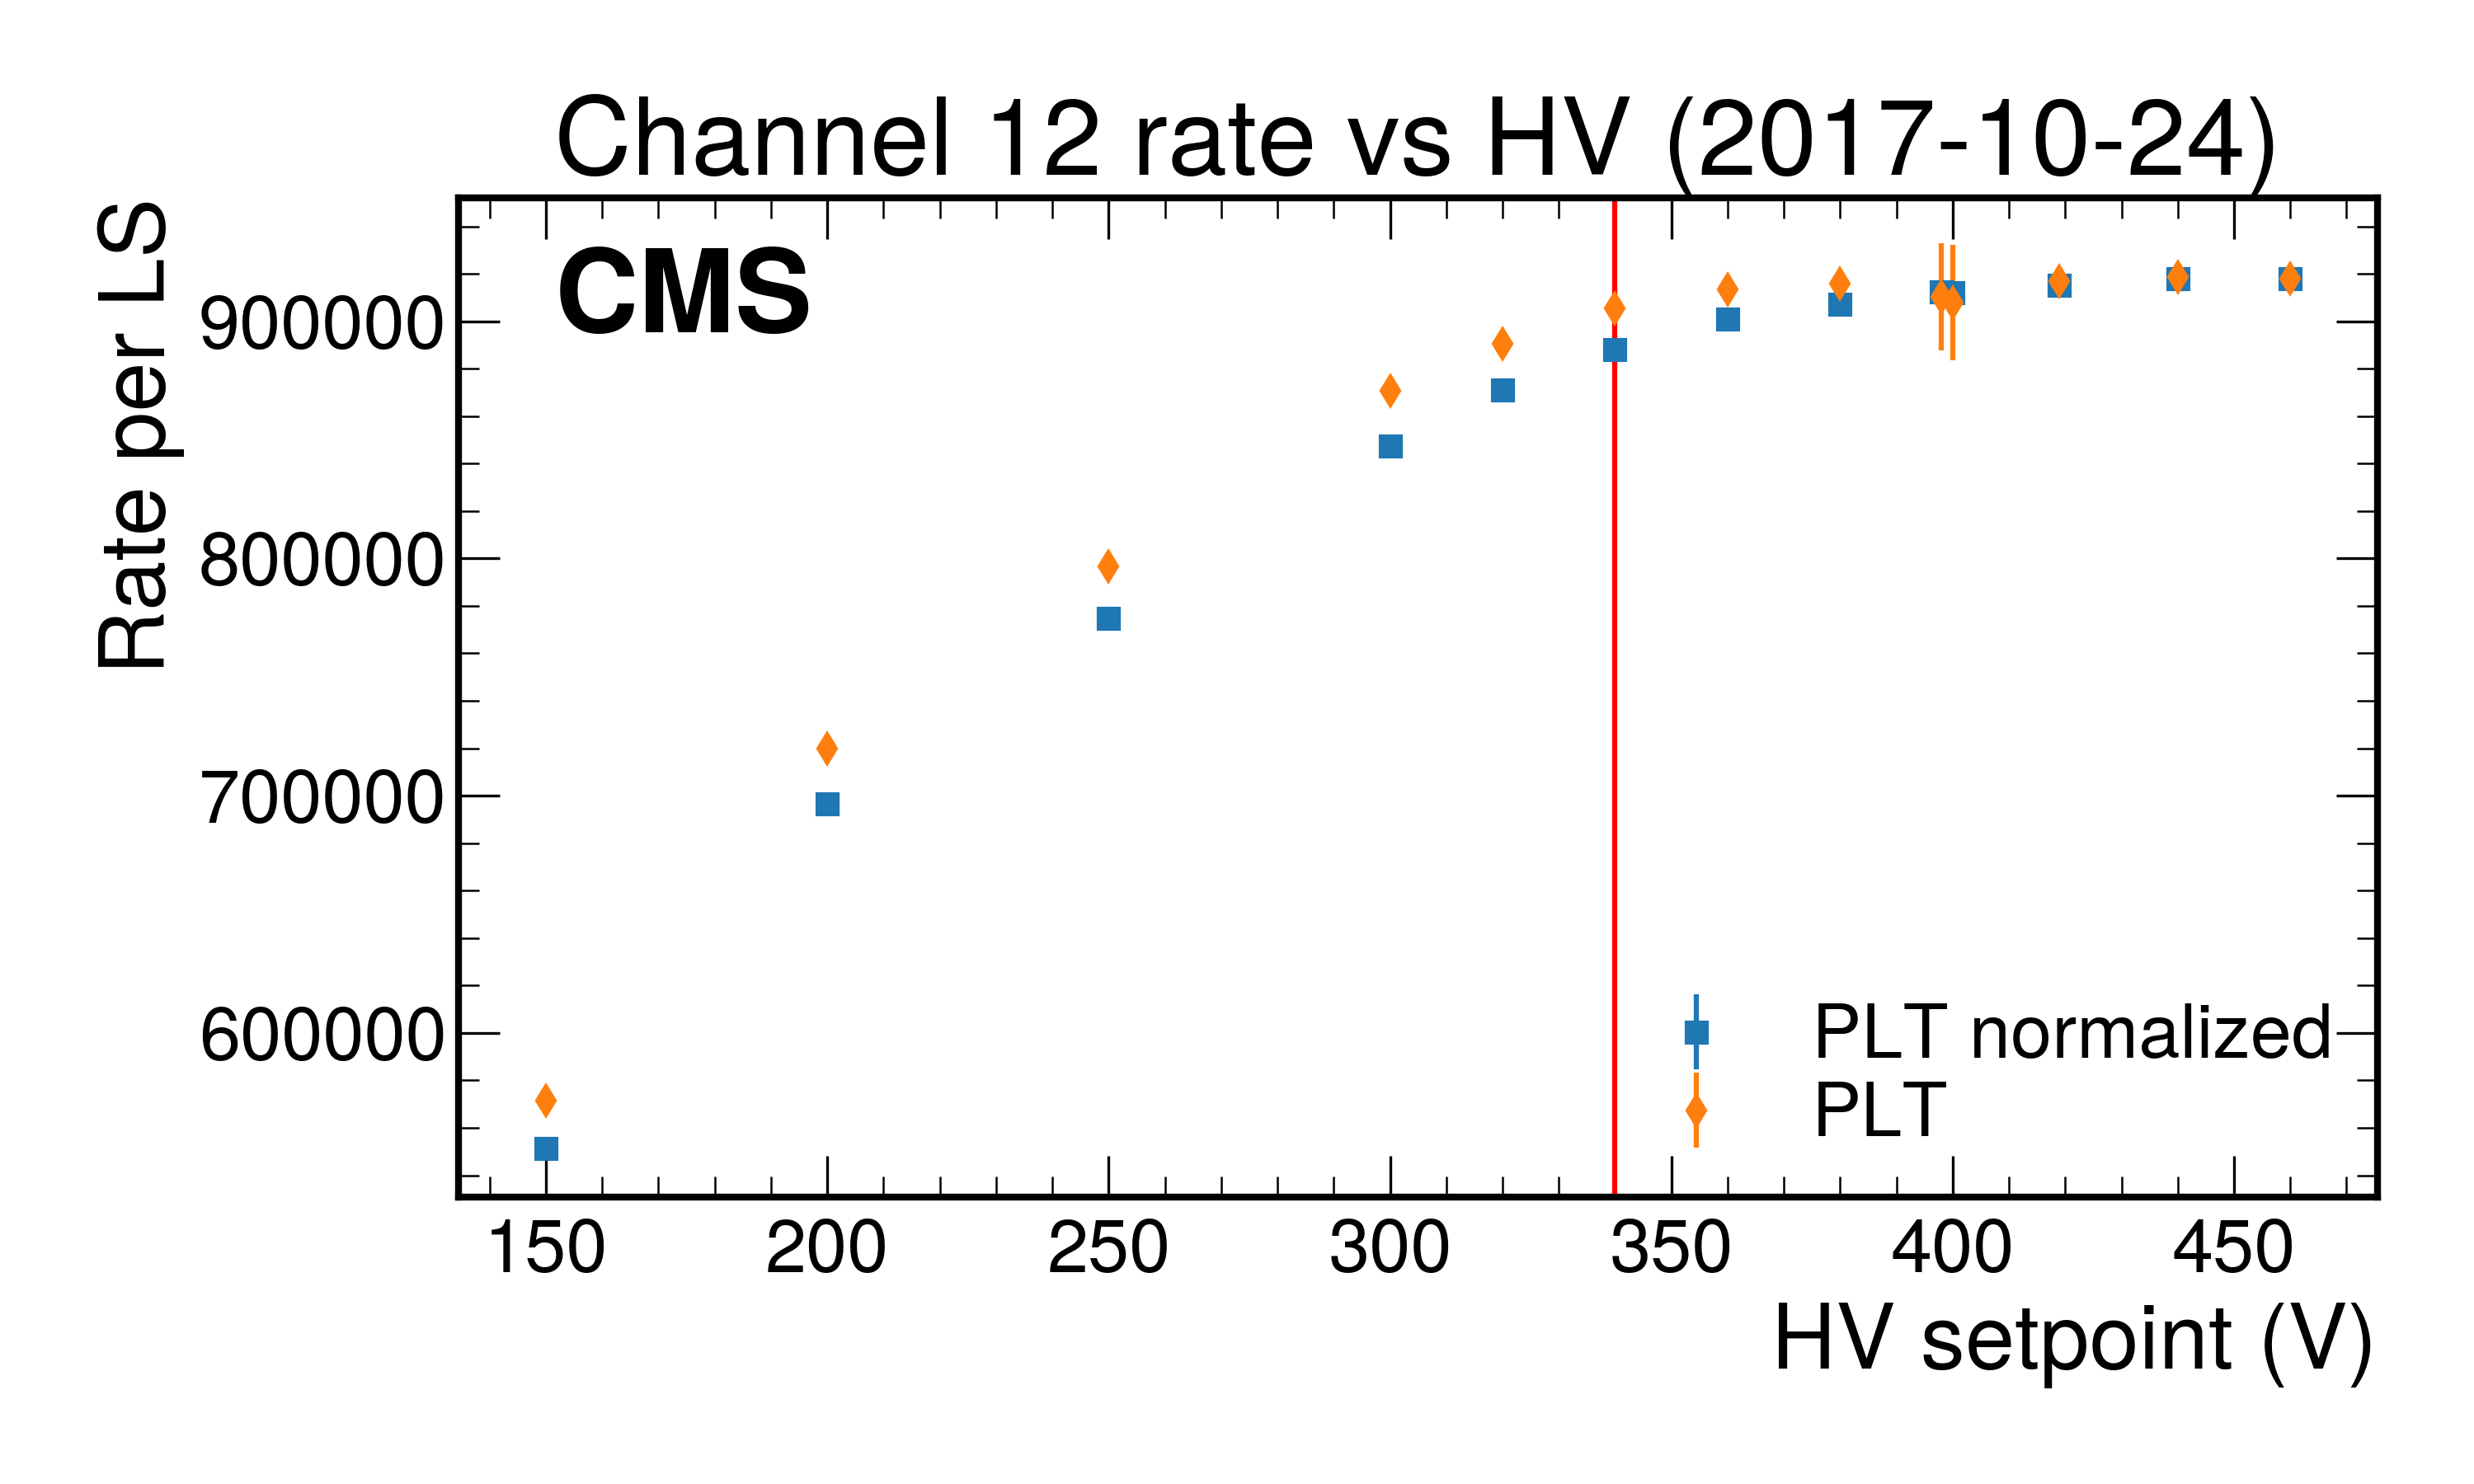 Channel 12 rate vs HV (2017-10-24)
CMS
Rate per LS
900000
800000
700000
600000
PLT normalized
PLT
150 200 250 300 350 400 450
HV setpoint (V)